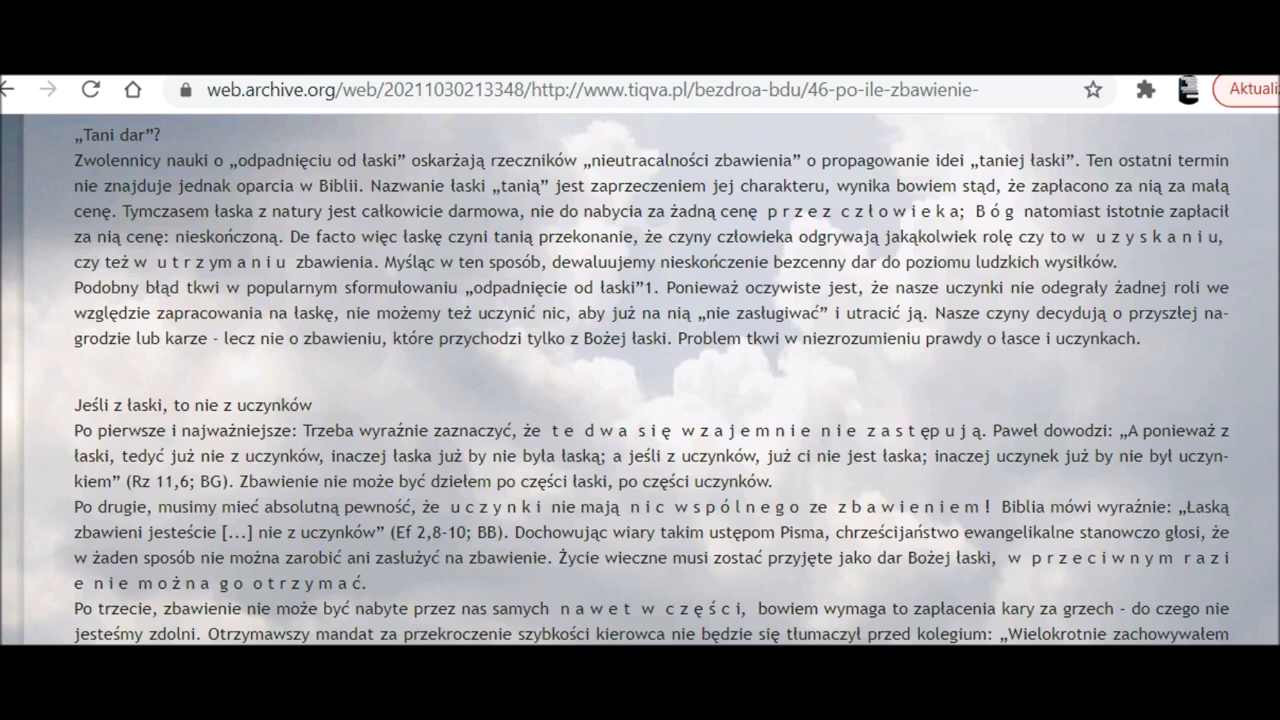 web.archive.org/web/20211030213348/http://www.tiqva.pl/bezdroa-bdu/46-po-ile-zbawienie-
Aktuali
„Tani dar”?
Zwolennicy nauki o „odpadnięciu od łaski” oskarżają rzeczników „nieutracalności zbawienia” o propagowanie idei „taniej łaski”. Ten ostatni termin
nie znajduje jednak oparcia w Biblii. Nazwanie łaski „tanią” jest zaprzeczeniem jej charakteru, wynika bowiem stąd, że zapłacono za nią za małą
cenę. Tymczasem łaska z natury jest całkowicie darmowa, nie do nabycia za żadną cenę p r z e z c z ł o w i e k a; B ó g natomiast istotnie zapłacił
za nią cenę: nieskończoną. De facto więc łaskę czyni tanią przekonanie, że czyny człowieka odgrywają jakąkolwiek rolę czy to w u z y s k a n i u,
czy też w u t r z y m a n i u zbawienia. Myśląc w ten sposób, dewaluujemy nieskończenie bezcenny dar do poziomu ludzkich wysiłków.
Podobny błąd tkwi w popularnym sformułowaniu „odpadnięcie od łaski”1. Ponieważ oczywiste jest, że nasze uczynki nie odegrały żadnej roli we
względzie zapracowania na łaskę, nie możemy też uczynić nic, aby już na nią „nie zasługiwać” i utracić ją. Nasze czyny decydują o przyszłej na-
grodzie lub karze - lecz nie o zbawieniu, które przychodzi tylko z Bożej łaski. Problem tkwi w niezrozumieniu prawdy o łasce i uczynkach.
Jeśli z łaski, to nie z uczynków
Po pierwsze i najważniejsze: Trzeba wyraźnie zaznaczyć, że t e d w a s i ę w z a j e m n i e n i e z a s t ę p u j ą. Paweł dowodzi: „A ponieważ z
łaski, tedyć już nie z uczynków, inaczej łaska już by nie była łaską; a jeśli z uczynków, już ci nie jest łaska; inaczej uczynek już by nie był uczyn-
kiem” (Rz 11,6; BG). Zbawienie nie może być dziełem po części łaski, po części uczynków.
Po drugie, musimy mieć absolutną pewność, że u c z y n k i nie mają n i c w s p ó l n e g o ze z b a w i e n i e m ! Biblia mówi wyraźnie: „Łaską
zbawieni jesteście [...] nie z uczynków” (Ef 2,8-10; BB). Dochowując wiary takim ustępom Pisma, chrześcijaństwo ewangelikalne stanowczo głosi, że
w żaden sposób nie można zarobić ani zasłużyć na zbawienie. Życie wieczne musi zostać przyjęte jako dar Bożej łaski, w p r z e c i w n y m r a z i
e n i e m o ż n a g o o t r z y m a ć.
Po trzecie, zbawienie nie może być nabyte przez nas samych n a w e t w c z ę ś c i, bowiem wymaga to zapłacenia kary za grzech - do czego nie
jesteśmy zdolni. Otrzymawszy mandat za przekroczenie szybkości kierowca nie będzie się tłumaczył przed kolegium: „Wielokrotnie zachowywałem